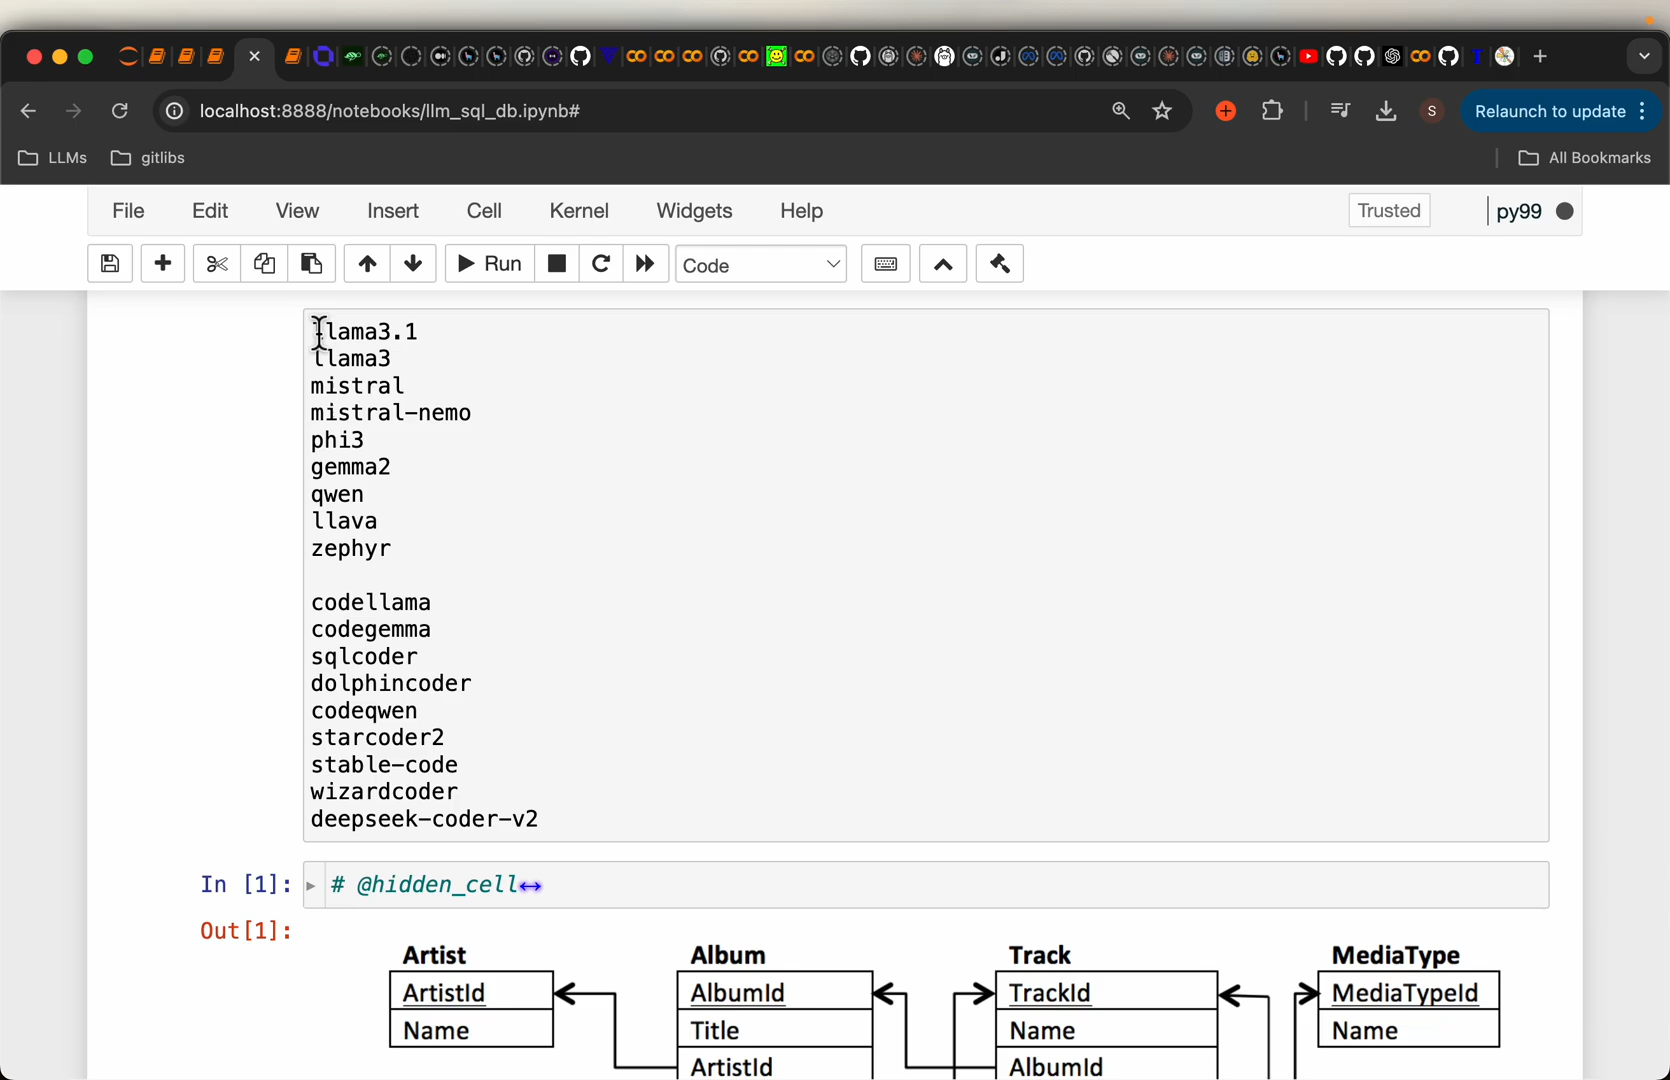 localhost:8888/notebooks/llm_sql_db.ipynb#
S
Relaunch to update
LLMs
gitlibs
All Bookmarks
File Edit View Insert Cell Kernel Widgets Help
Trusted
py99
Run
Code
llama3.1
llama3
mistral
mistral-nemo
phi3
gemma2
qwen
llava
zephyr
codellama
codegemma
sqlcoder
dolphincoder
codeqwen
starcoder2
stable-code
wizardcoder
deepseek-coder-v2
In [1]:
# @hidden_cell
Out[1]:
Artist Album Track MediaType
ArtistId AlbumId TrackId MediaTypeId
Name Title Name Name
ArtistId AlbumId